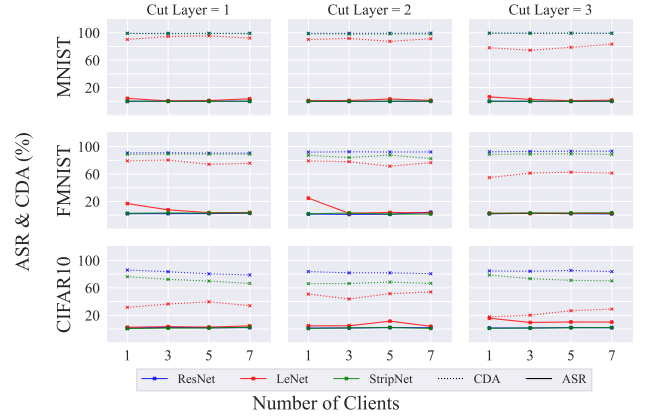 Cut Layer = 1 Cut Layer = 2 Cut Layer = 3
ASR & CDA (%)
MNIST
100
60
20
FMNIST
100
60
20
CIFAR10
100
60
20
1 3 5 7 1 3 5 7 1 3 5 7
ResNet LeNet StripNet CDA ASR
Number of Clients